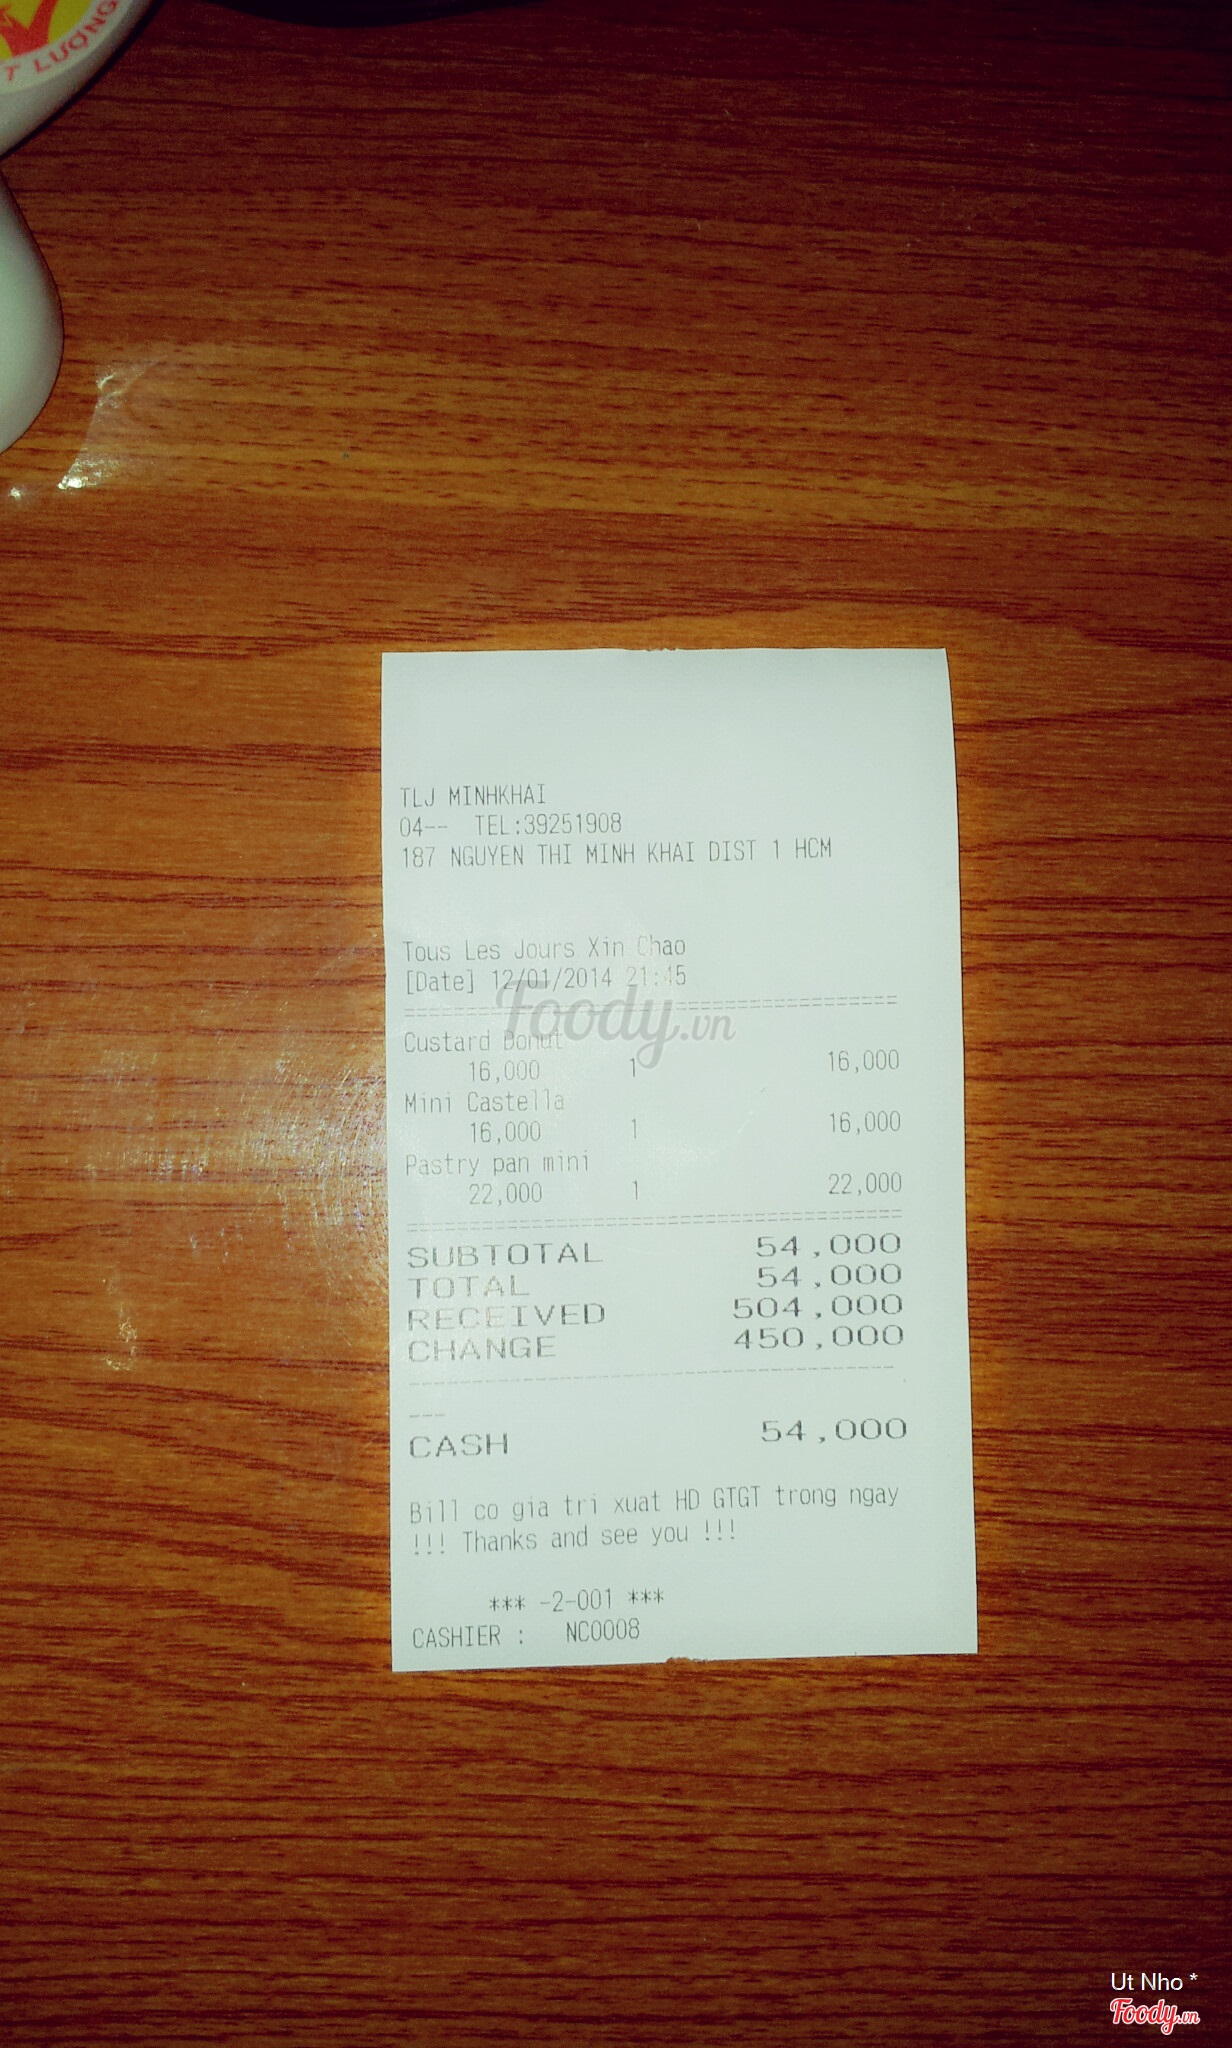 T LƯỢNG
TLJ MINHKHAI
04-- TEL:39251908
187 NGUYEN THI MINH KHAI DIST 1 HCM
Tous Les Jours Xin Chao
[Date] 12/01/2014 21:45
Foody.vn
Custard Donut
16,000 1 16,000
Mini Castella
16,000 1 16,000
Pastry pan mini
22,000 1 22,000
SUBTOTAL 54,000
TOTAL 54,000
RECEIVED 504,000
CHANGE 450,000
---
CASH 54,000
Bill co gia tri xuat HD GTGT trong ngay
!!! Thanks and see you !!!
*** -2-001 ***
CASHIER : NC0008
Ut Nho *
Foody.vn